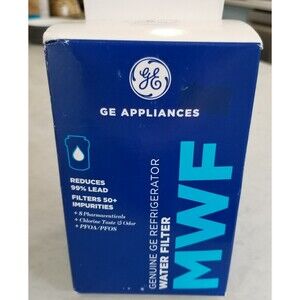 GE
GE APPLIANCES
REDUCES
99% LEAD
FILTERS 50+
IMPURITIES
+ 8 Pharmaceuticals
+ Chlorine Taste & Odor
+ PFOA/PFOS
GENUINE GE REFRIGERATOR
WATER FILTER
MWF